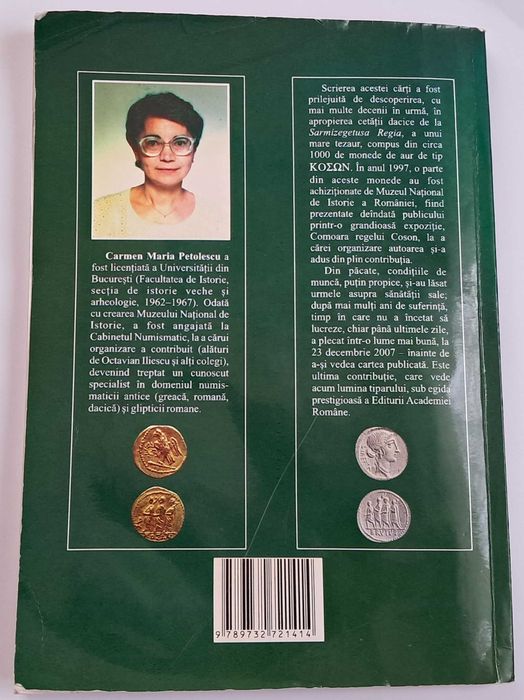 Carmen Maria Petolescu a
fost licențiată a Universității din
București (Facultatea de Istorie,
secția de istorie veche și
arheologie, 1962–1967). Odată
cu crearea Muzeului Național de
Istorie, a fost angajată la
Cabinetul Numismatic, la a cărui
organizare a contribuit (alături
de Octavian Iliescu și alți colegi),
devenind treptat un cunoscut
specialist în domeniul numis-
maticii antice (greacă, romană,
dacică) și glipticii romane.
Scrierea acestei cărți a fost
prilejuită de descoperirea, cu
mai multe decenii în urmă, în
apropierea cetății dacice de la
Sarmizegetusa Regia, a unui
mare tezaur, compus din circa
1000 de monede de aur de tip
ΚΟΣΩΝ. În anul 1997, o parte
din aceste monede au fost
achiziționate de Muzeul Național
de Istorie a României, fiind
prezentate deîndată publicului
printr-o grandioasă expoziție,
Comoara regelui Coson, la a
cărei organizare autoarea și-a
adus din plin contribuția.
Din păcate, condițiile de
muncă, puțin propice, și-au lăsat
urmele asupra sănătății sale;
după mai mulți ani de suferință,
timp în care nu a încetat să
lucreze, chiar până ultimele zile,
a plecat într-o lume mai bună, la
23 decembrie 2007 – înainte de
a-și vedea cartea publicată. Este
ultima contribuție, care vede
acum lumina tiparului, sub egida
prestigioasă a Editurii Academiei
Române.
9 789732 721414